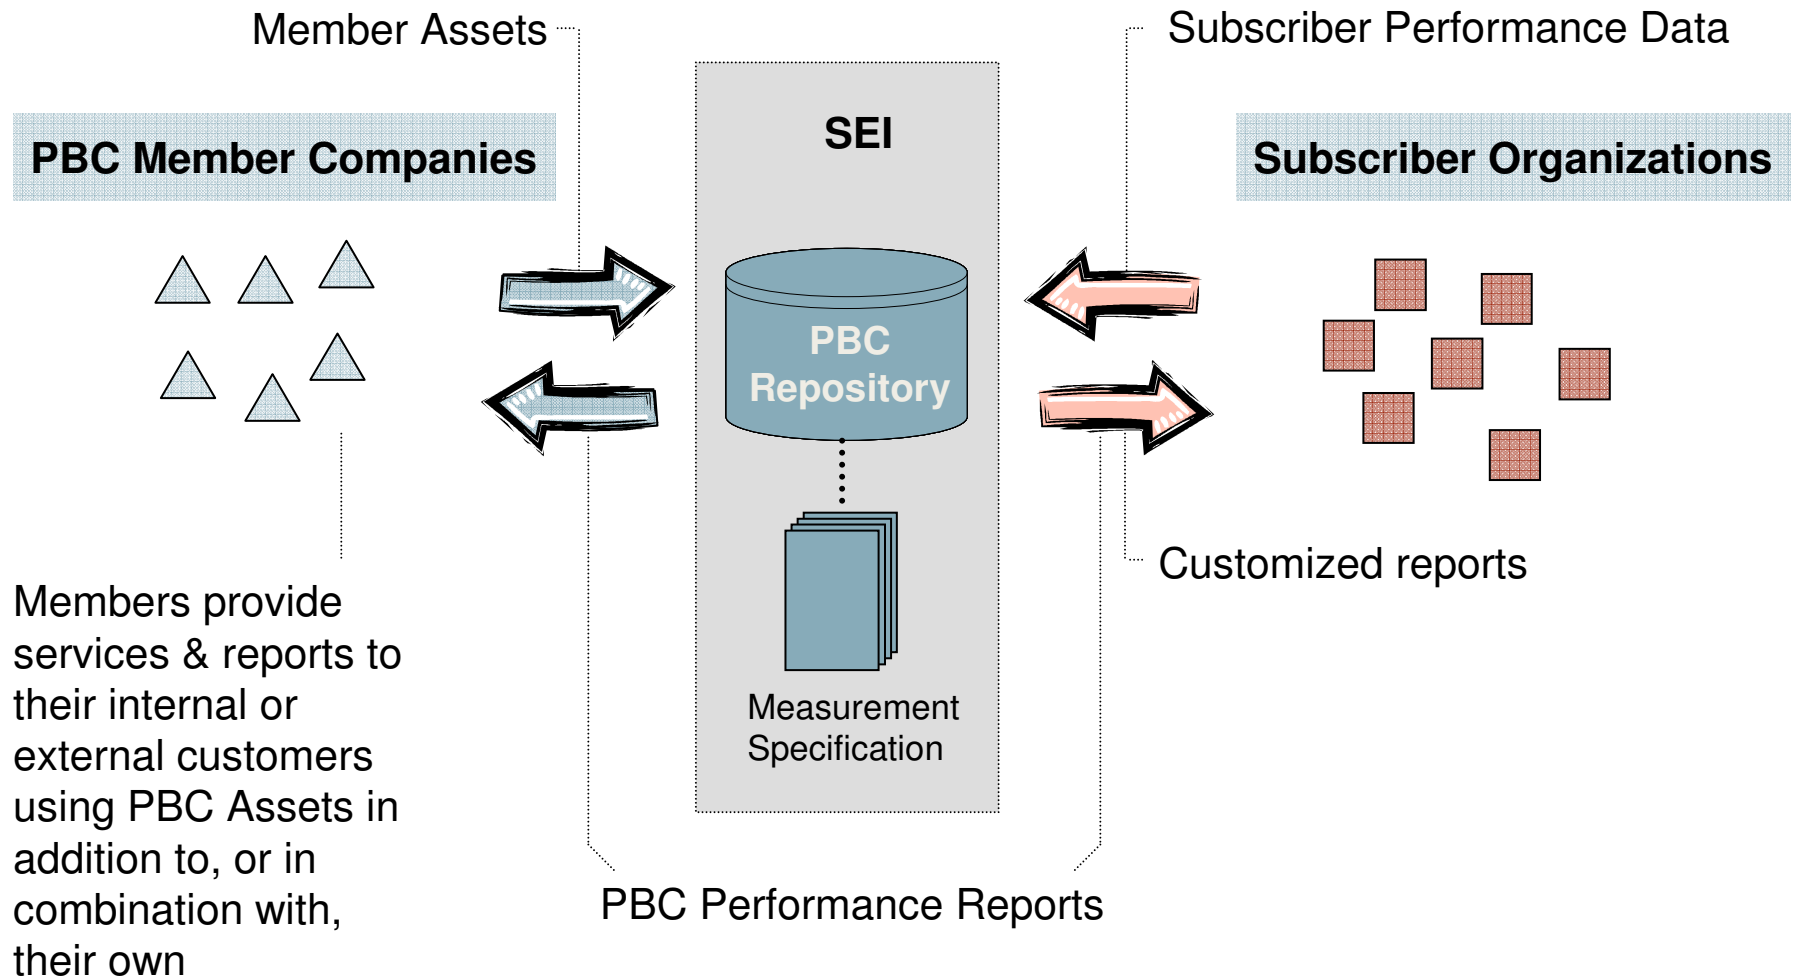 Member Assets
Subscriber Performance Data
PBC Member Companies
SEI
Subscriber Organizations
PBC
Repository
Measurement
Specification
Customized reports
Members provide
services & reports to
their internal or
external customers
using PBC Assets in
addition to, or in
combination with,
their own
PBC Performance Reports